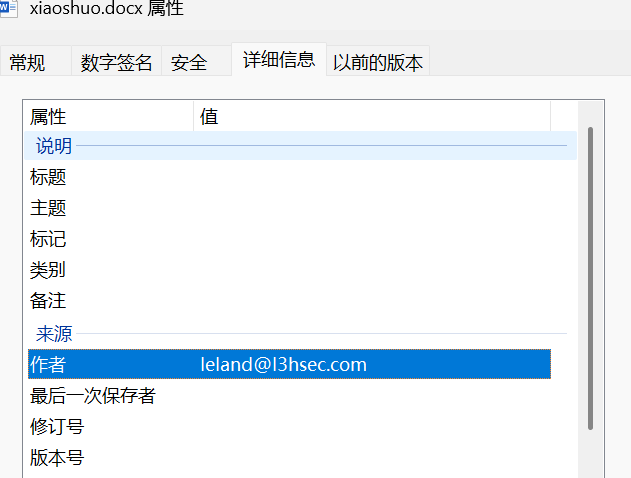 xiaoshuo.docx 属性
常规 数字签名 安全 详细信息 以前的版本
属性 值
说明
标题
主题
标记
类别
备注
来源
作者 leland@l3hsec.com
最后一次保存者
修订号
版本号